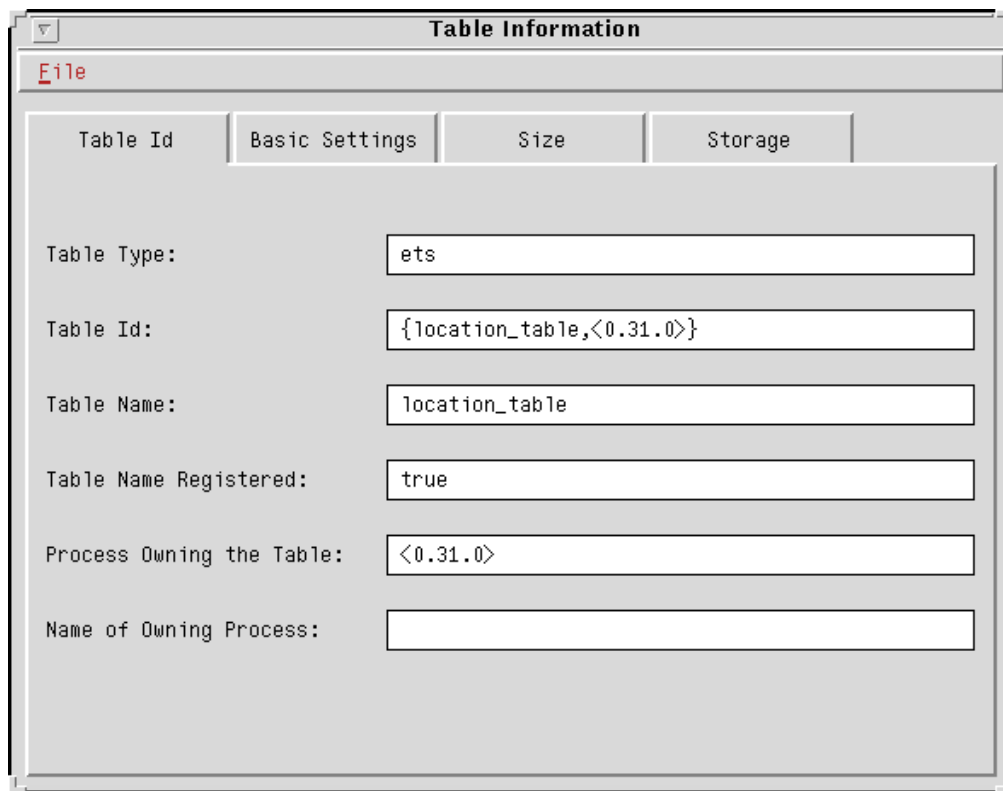 Table Information
File
Table Id Basic Settings Size Storage
Table Type: ets
Table Id: {location_table,<0.31.0>}
Table Name: location_table
Table Name Registered: true
Process Owning the Table: <0.31.0>
Name of Owning Process: